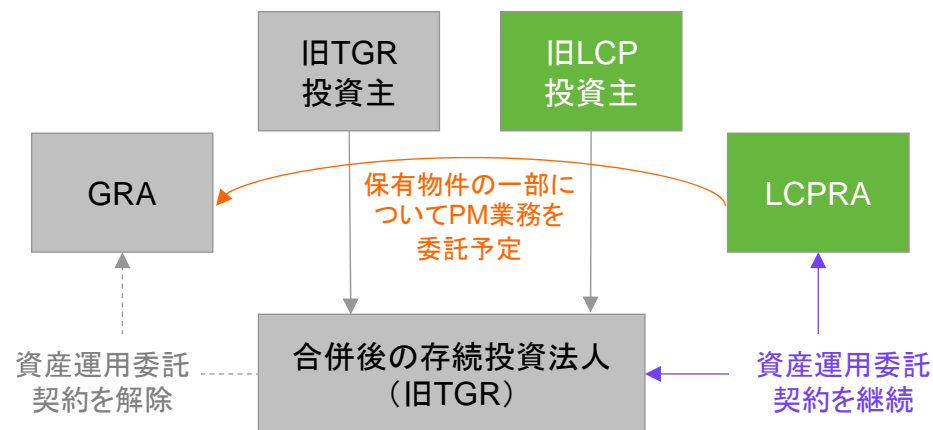 旧TGR
投資主
旧LCP
投資主
GRA
保有物件の一部に
ついてPM業務を
委託予定
LCPRA
資産運用委託
契約を解除
合併後の存続投資法人
（旧TGR）
資産運用委託
契約を継続